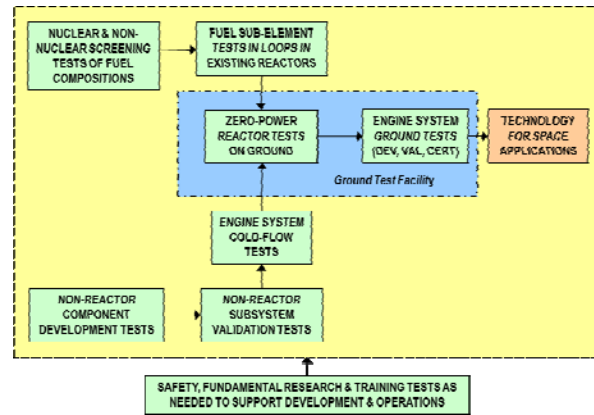 NUCLEAR & NON-
NUCLEAR SCREENING
TESTS OF FUEL
COMPOSITIONS
FUEL SUB-ELEMENT
TESTS IN LOOPS IN
EXISTING REACTORS
ZERO-POWER
REACTOR TESTS
ON GROUND
ENGINE SYSTEM
GROUND TESTS
(DEV, VAL, CERT)
TECHNOLOGY
FOR SPACE
APPLICATIONS
Ground Test Facility
ENGINE SYSTEM
COLD-FLOW
TESTS
NON-REACTOR
COMPONENT
DEVELOPMENT TESTS
NON-REACTOR
SUBSYSTEM
VALIDATION TESTS
SAFETY, FUNDAMENTAL RESEARCH & TRAINING TESTS AS
NEEDED TO SUPPORT DEVELOPMENT & OPERATIONS